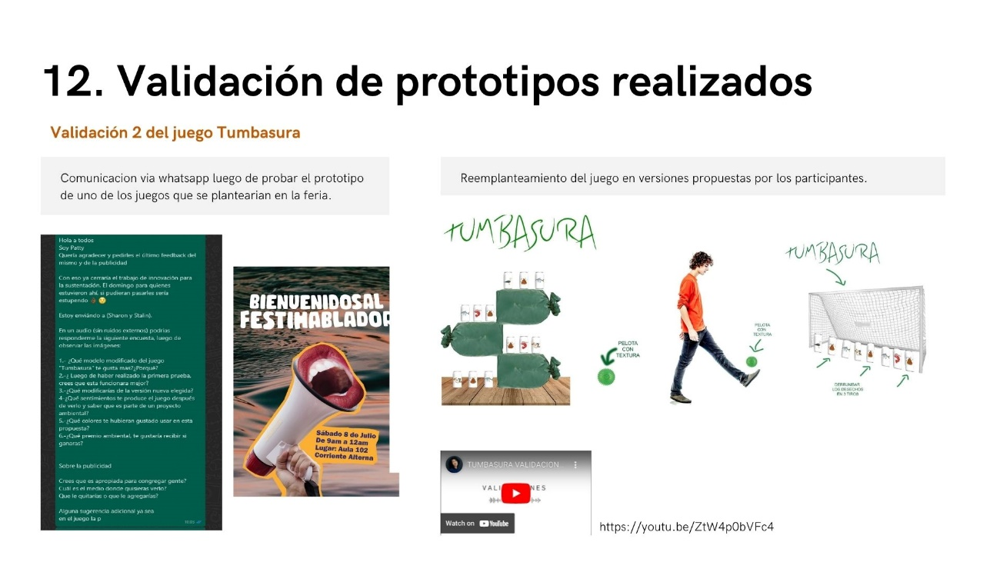 12. Validación de prototipos realizados
Validación 2 del juego Tumbasura
Comunicacion via whatsapp luego de probar el prototipo
de uno de los juegos que se plantearian en la feria.
Hola a todos
Soy Patty
Quería agradecer y pedirles el último feedback del
mismo y de la publicidad
Con eso ya cerraría el trabajo de innovación para
la sustentación. El domingo para quienes
estuvieron ahí, si pudieran pasarles sería
estupendo
Estoy enviándo a (Sharon y Stalin).
En un audio (sin ruidos externos) podrías
responderme la siguiente encuesta, luego de
observar las imágenes:
1.- ¿Qué modelo modificado del juego
"Tumbasura" te gusta mas?¿Porqué?
2.-¿ Luego de haber realizado la primera prueba,
crees que esta funcionara mejor?
3.-¿Qué modificarías de la versión nueva elegida?
4-¿Qué sentimientos te produce el juego después
de verlo y saber que es parte de un proyecto
ambiental?
5.-¿Qué colores te hubieran gustado usar en esta
propuesta?
6.-¿Qué premio ambiental, te gustaría recibir si
ganaras?
Sobre la publicidad
Crees que es apropiada para congregar gente?
Cuál es el medio donde quisieras verlo?
Que le quitarías o que le agregarías?
Alguna sugerencia adicional ya sea
en el juego la p
10:03
BIENVENIDOSAL
FESTIHABLADOR
Sábado 8 de Julio
De 9am a 12am
Lugar: Aula 102
Corriente Alterna
Reemplanteamiento del juego en versiones propuestas por los participantes.
TUMBASURA
PELOTA
CON
TEXTURA
PELOTA
CON
TEXTURA
TUMBASURA
DERRUMBAR
LOS DESECHOS
EN 3 TIROS
TUMBASURA VALIDACION...
VALI NES
Watch on YouTube
https://youtu.be/ZtW4p0bVFc4